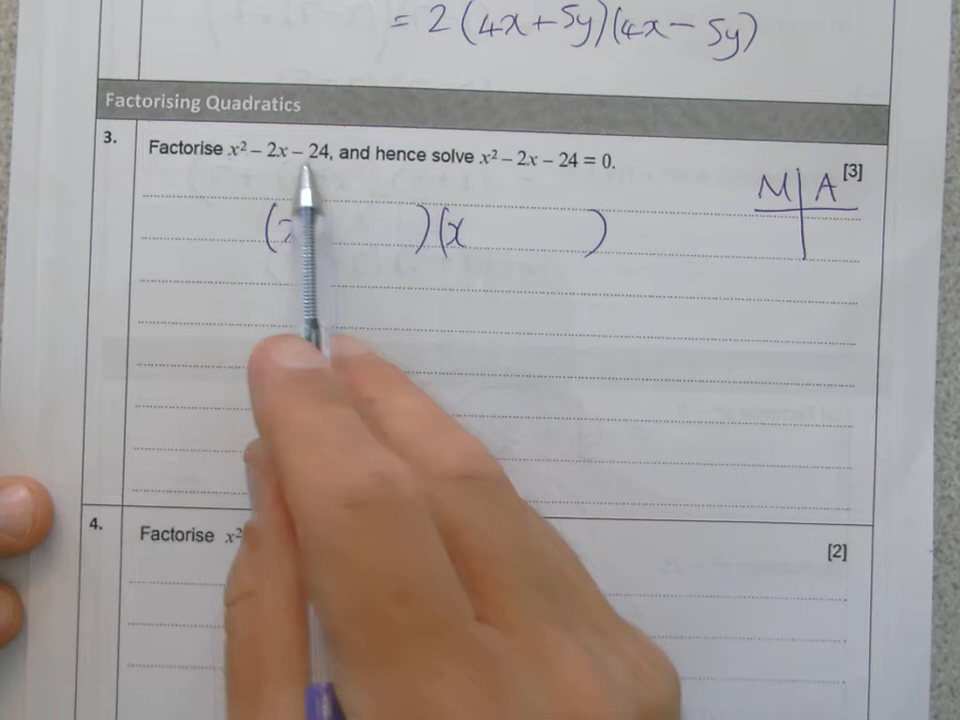 = 2 (4x + 5y)(4x − 5y)
Factorising Quadratics
3. Factorise x² – 2x – 24, and hence solve x² – 2x – 24 = 0.
[3]
M | A
(x )(x )
4. Factorise x²
[2]